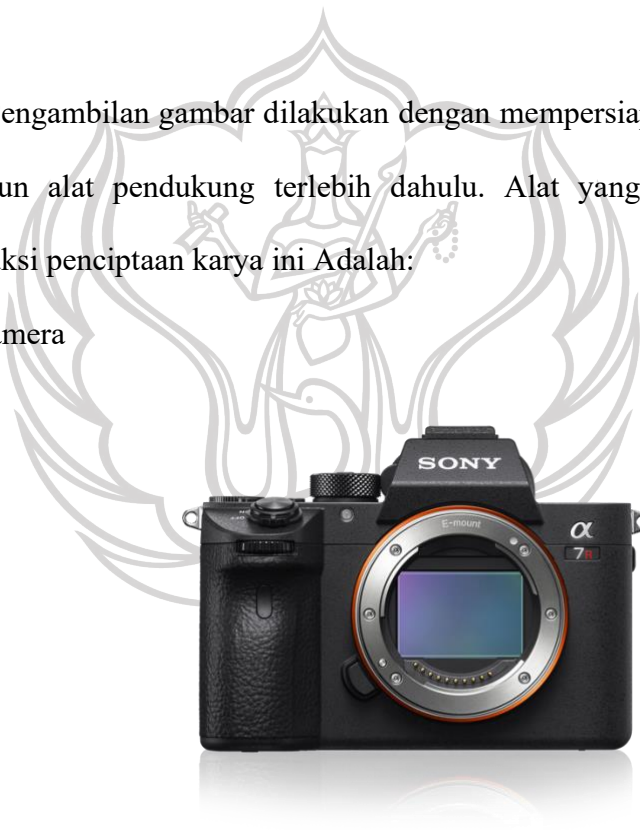 engambilan gambar dilakukan dengan mempersia
un alat pendukung terlebih dahulu. Alat yang
ksi penciptaan karya ini Adalah:
mera
SONY
E-mount
α
7R